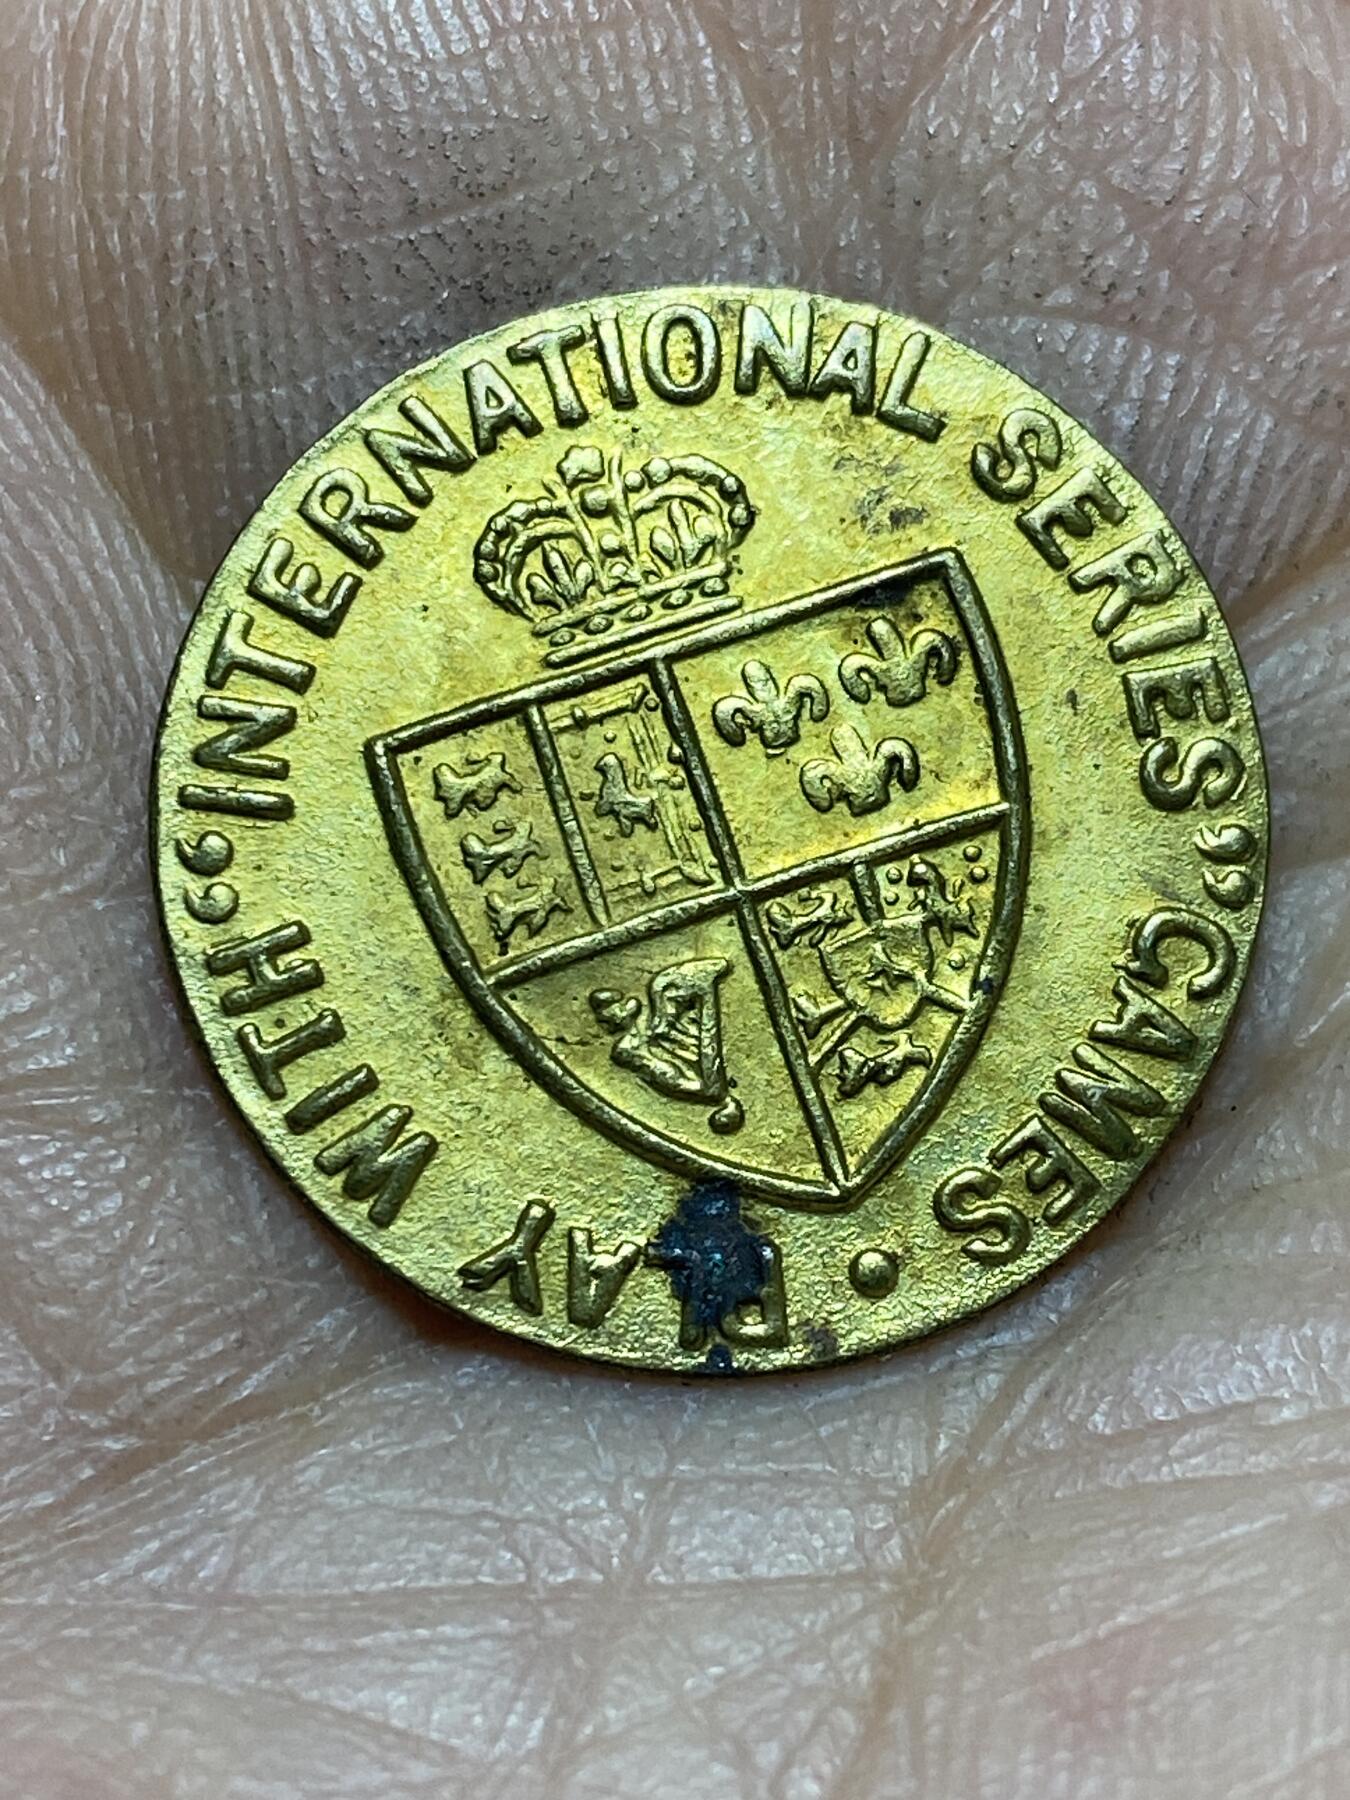 PLAY WITH “INTERNATIONAL SERIES” GAMES •